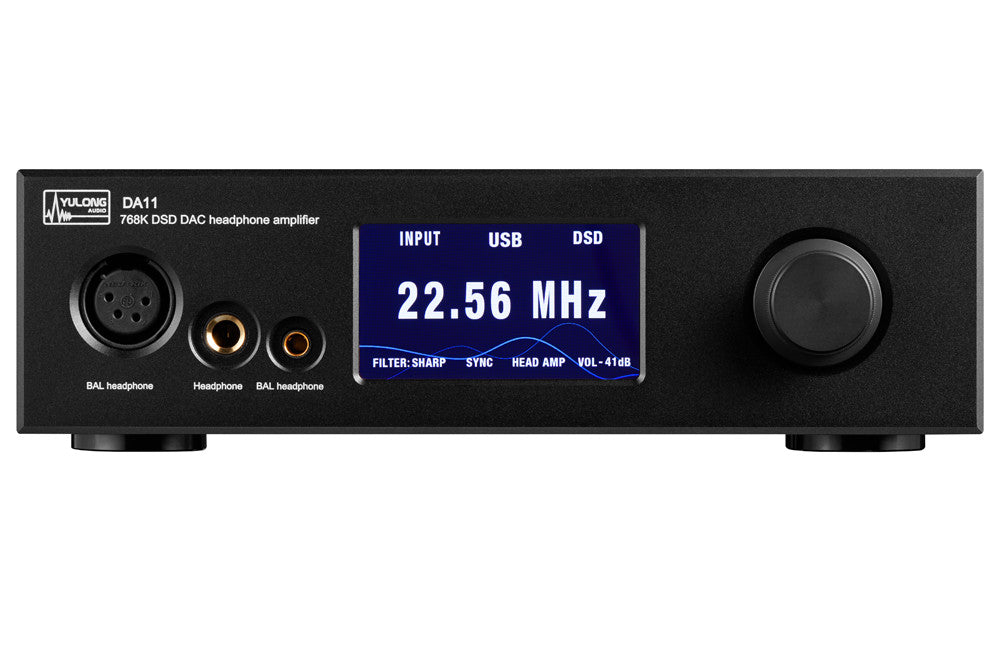 YULONG
AUDIO
DA11
768K DSD DAC headphone amplifier
INPUT USB DSD
22.56 MHz
FILTER: SHARP SYNC HEAD AMP VOL-41dB
BAL headphone Headphone BAL headphone